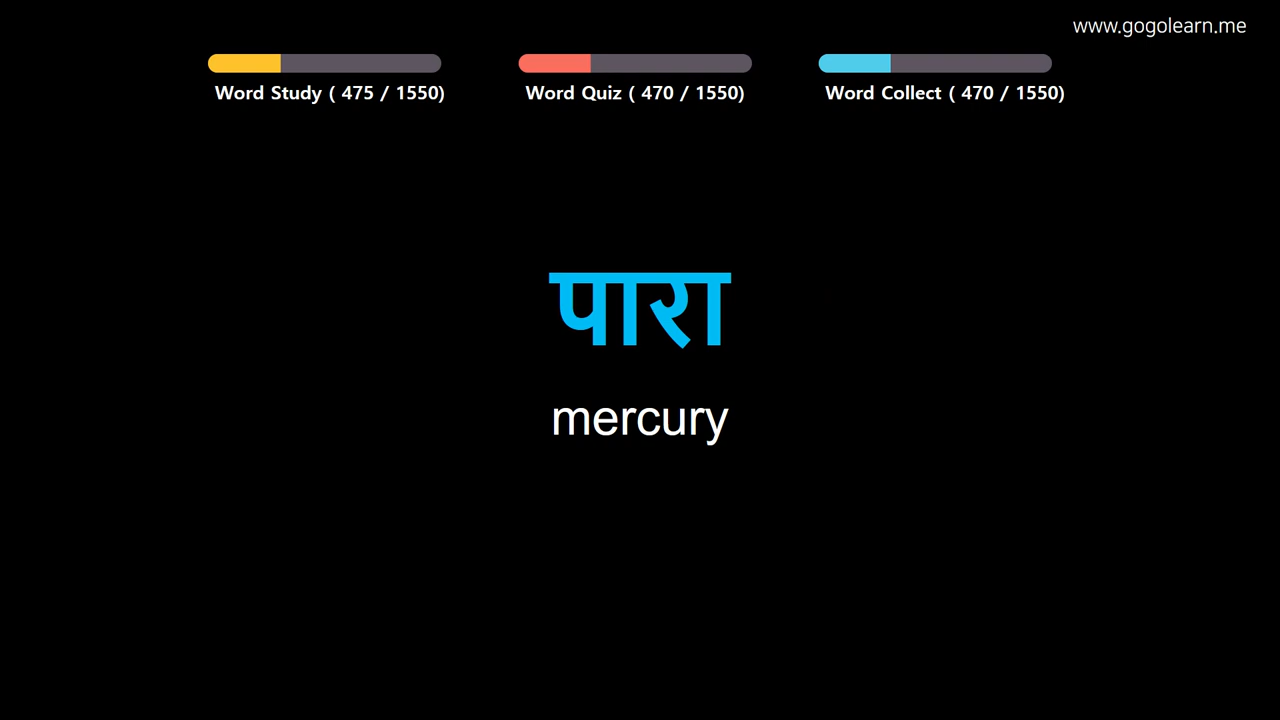 www.gogolearn.me
Word Study ( 475 / 1550)
Word Quiz ( 470 / 1550)
Word Collect ( 470 / 1550)
पारा
mercury